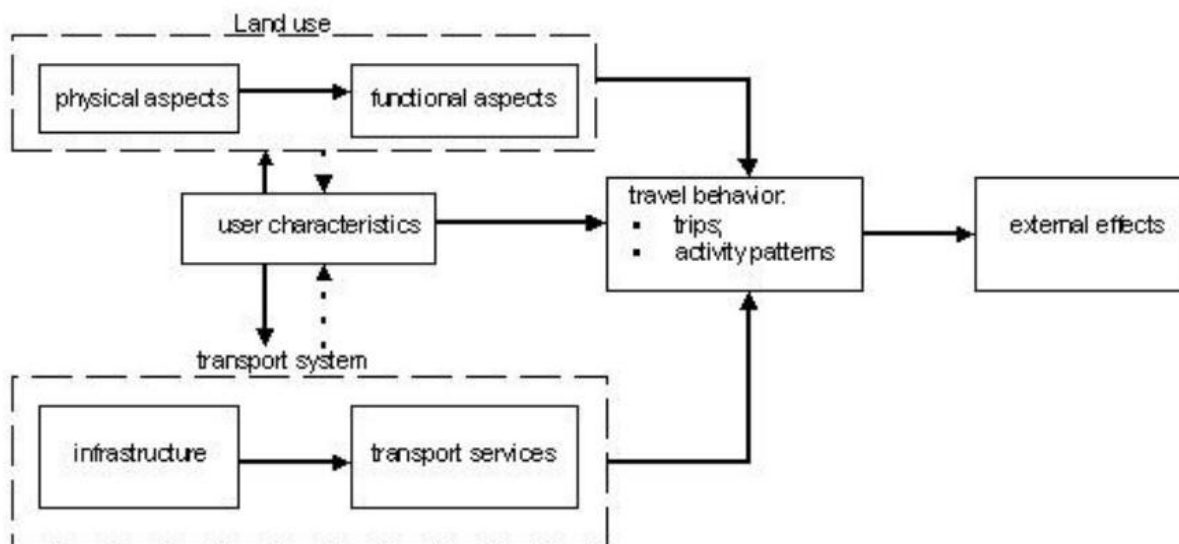 Land use
physical aspects
functional aspects
user characteristics
travel behavior:
▪ trips;
▪ activity patterns
external effects
transport system
infrastructure
transport services